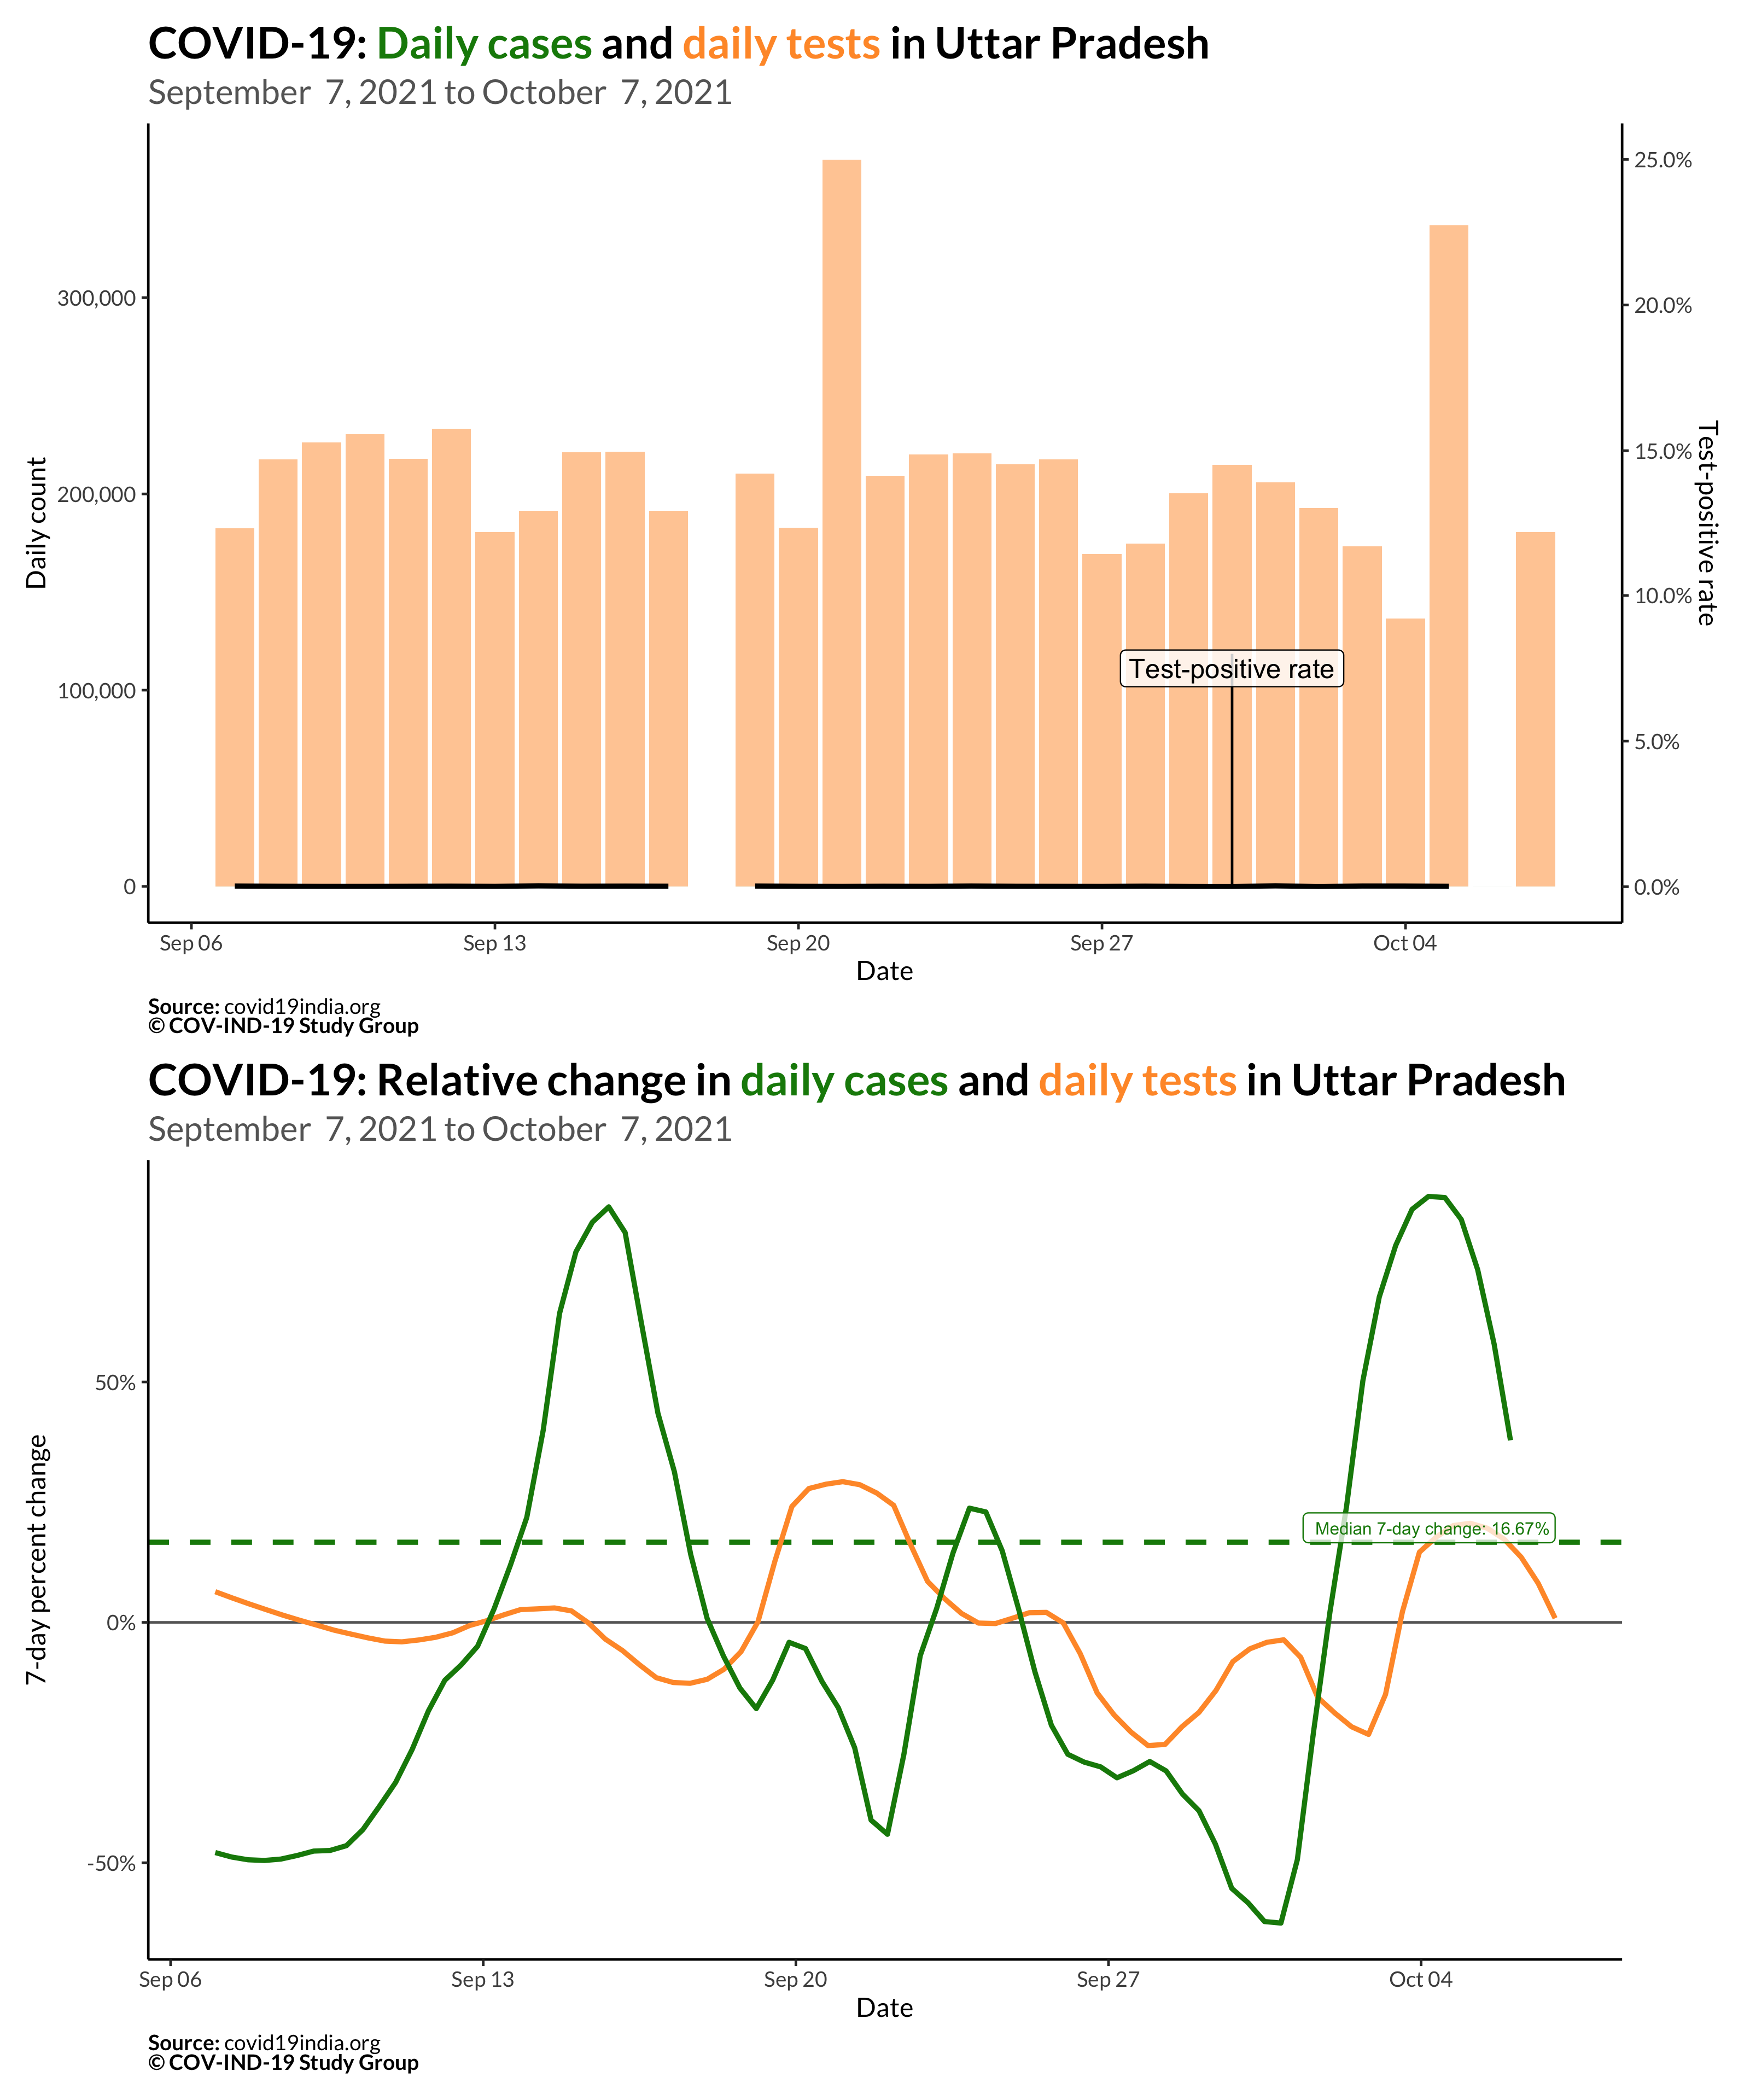 COVID-19: Daily cases and daily tests in Uttar Pradesh
September 7, 2021 to October 7, 2021
25.0%
20.0%
15.0%
10.0%
5.0%
0.0%
Test-positive rate
300,000
200,000
100,000
0
Daily count
Test-positive rate
Sep 06
Sep 13
Sep 20
Sep 27
Oct 04
Date
Source: covid19india.org
© COV-IND-19 Study Group
COVID-19: Relative change in daily cases and daily tests in Uttar Pradesh
September 7, 2021 to October 7, 2021
50%
0%
-50%
7-day percent change
Median 7-day change: 16.67%
Sep 06
Sep 13
Sep 20
Sep 27
Oct 04
Date
Source: covid19india.org
© COV-IND-19 Study Group